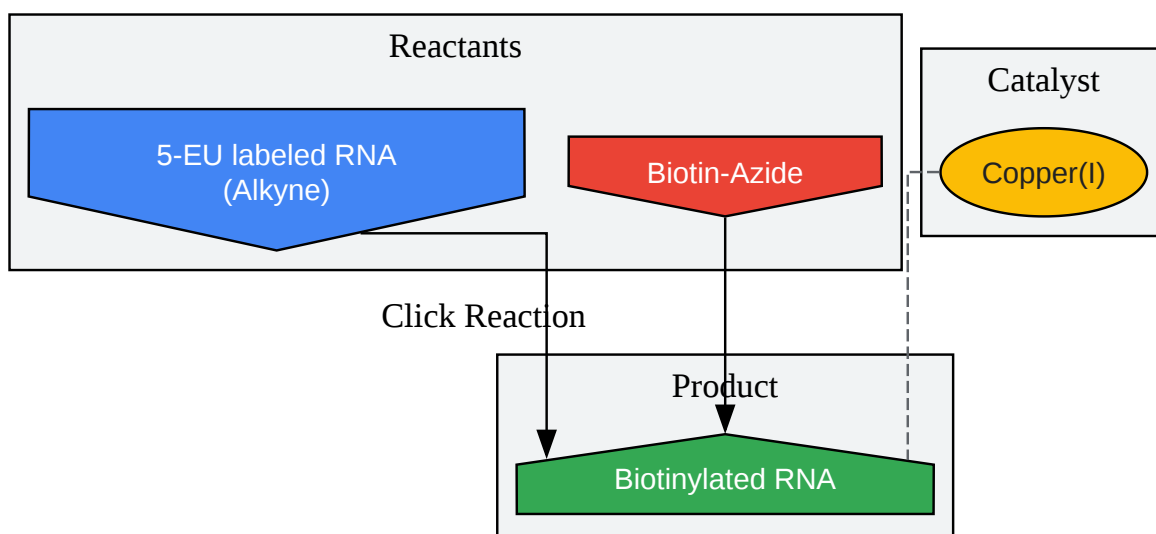 Reactants
Catalyst
5-EU labeled RNA
(Alkyne)
Biotin-Azide
Copper(I)
Click Reaction
Product
Biotinylated RNA